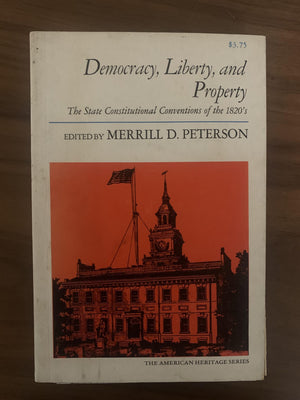 $3.75
Democracy, Liberty, and
Property
The State Constitutional Conventions of the 1820's
EDITED BY MERRILL D. PETERSON
THE AMERICAN HERITAGE SERIES